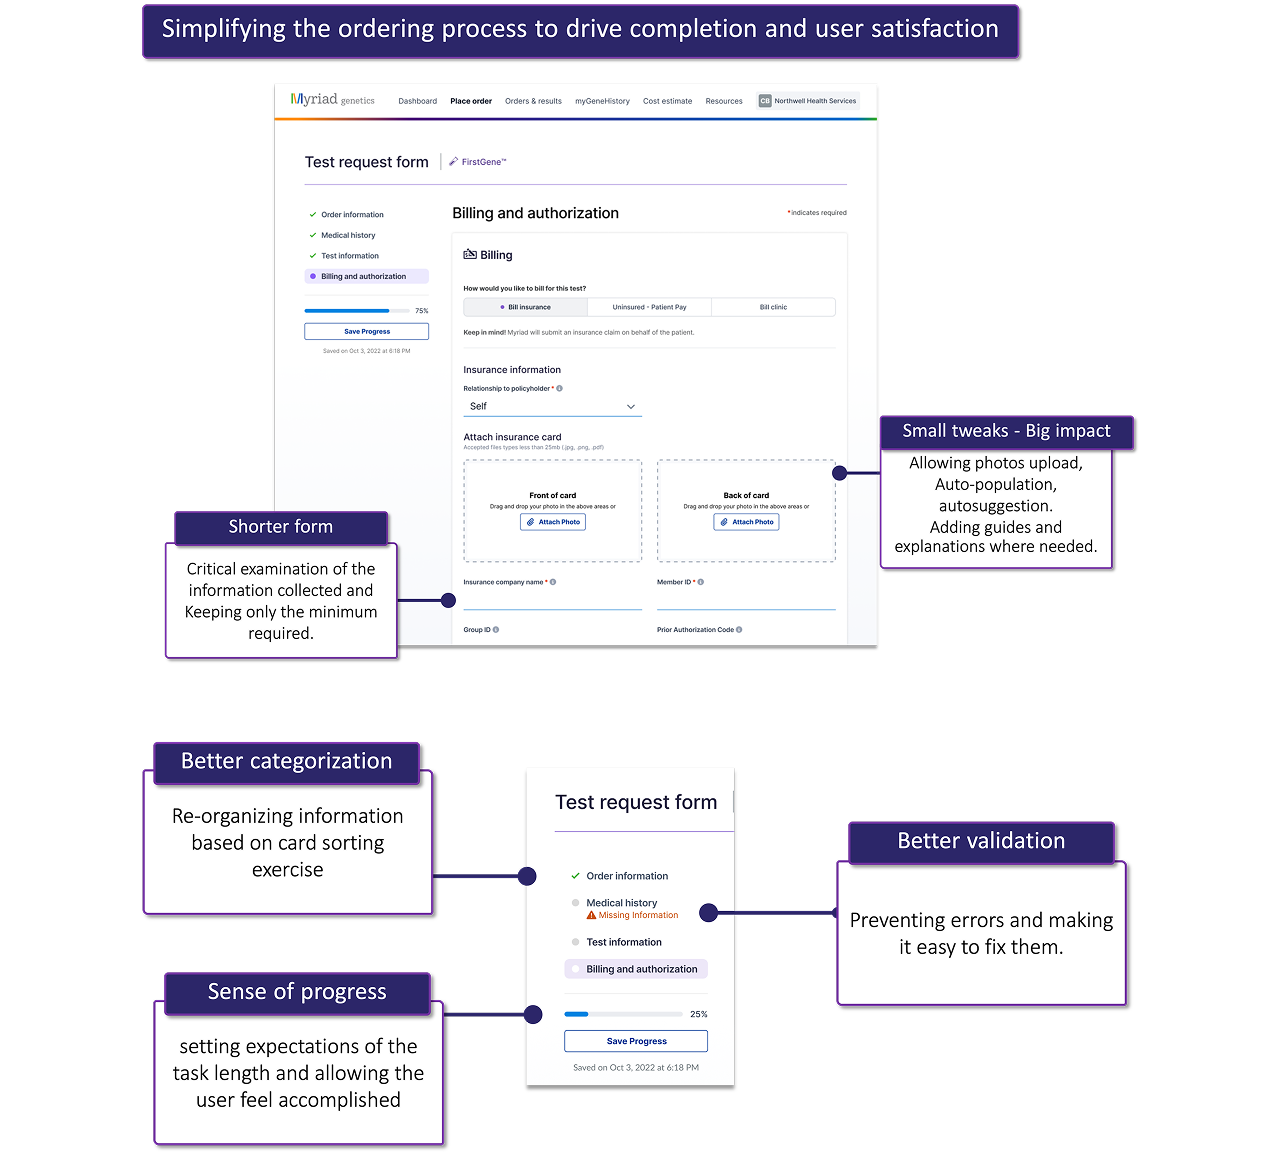 Simplifying the ordering process to drive completion and user satisfaction
Myriad genetics
Dashboard Place order Orders & results myGeneHistory Cost estimate Resources CB Northwell Health Services
Test request form FirstGene™
Order information
Medical history
Test information
Billing and authorization
75%
Save Progress
Saved on Oct 3, 2022 at 6:18 PM
Billing and authorization
*indicates required
Billing
How would you like to bill for this test?
Bill insurance Uninsured - Patient Pay Bill clinic
Keep in mind! Myriad will submit an insurance claim on behalf of the patient.
Insurance information
Relationship to policyholder *
Self
Attach insurance card
Accepted files types less than 25mb (.jpg, .png, .pdf)
Front of card
Drag and drop your photo in the above areas or
Attach Photo
Back of card
Drag and drop your photo in the above areas or
Attach Photo
Insurance company name * Member ID *
Group ID Prior Authorization Code
Small tweaks - Big impact
Allowing photos upload,
Auto-population,
autosuggestion.
Adding guides and
explanations where needed.
Shorter form
Critical examination of the
information collected and
Keeping only the minimum
required.
Better categorization
Re-organizing information
based on card sorting
exercise
Sense of progress
setting expectations of the
task length and allowing the
user feel accomplished
Test request form
Order information
Medical history
Missing Information
Test information
Billing and authorization
25%
Save Progress
Saved on Oct 3, 2022 at 6:18 PM
Better validation
Preventing errors and making
it easy to fix them.